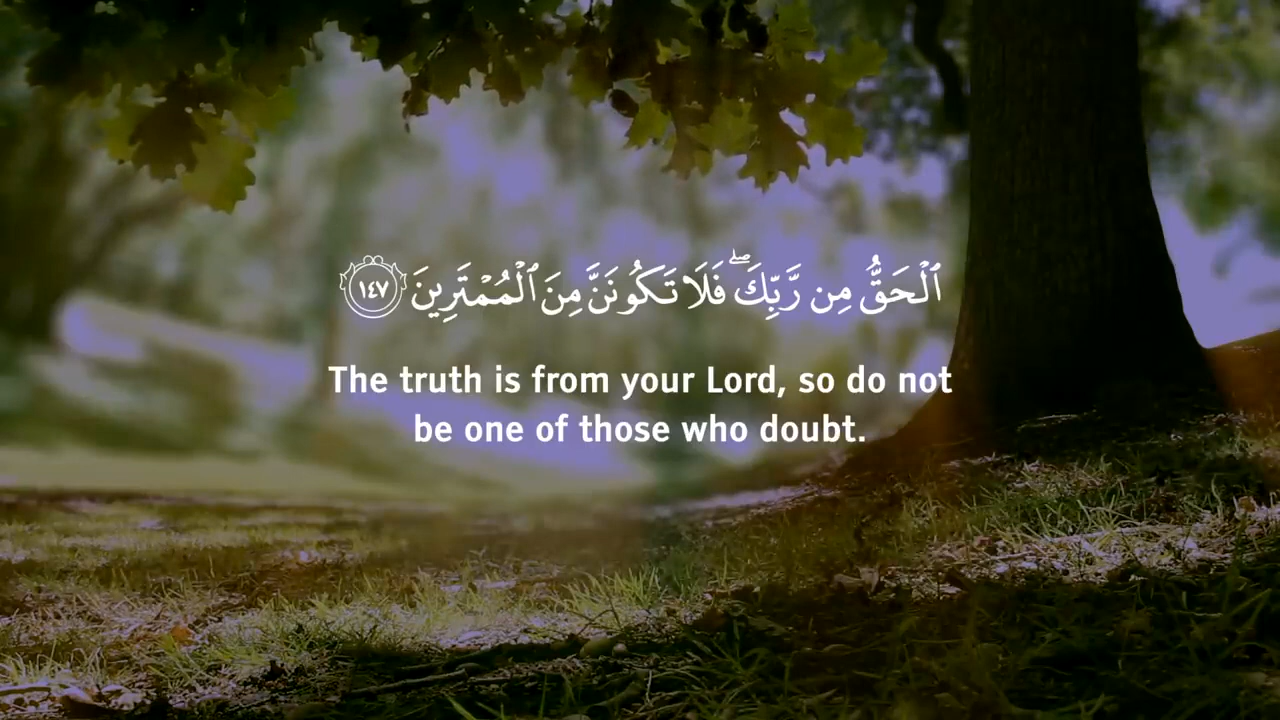 ٱلْحَقُّ مِن رَّبِّكَ ۖ فَلَا تَكُونَنَّ مِنَ ٱلْمُمْتَرِينَ ١٤٧
The truth is from your Lord, so do not
be one of those who doubt.